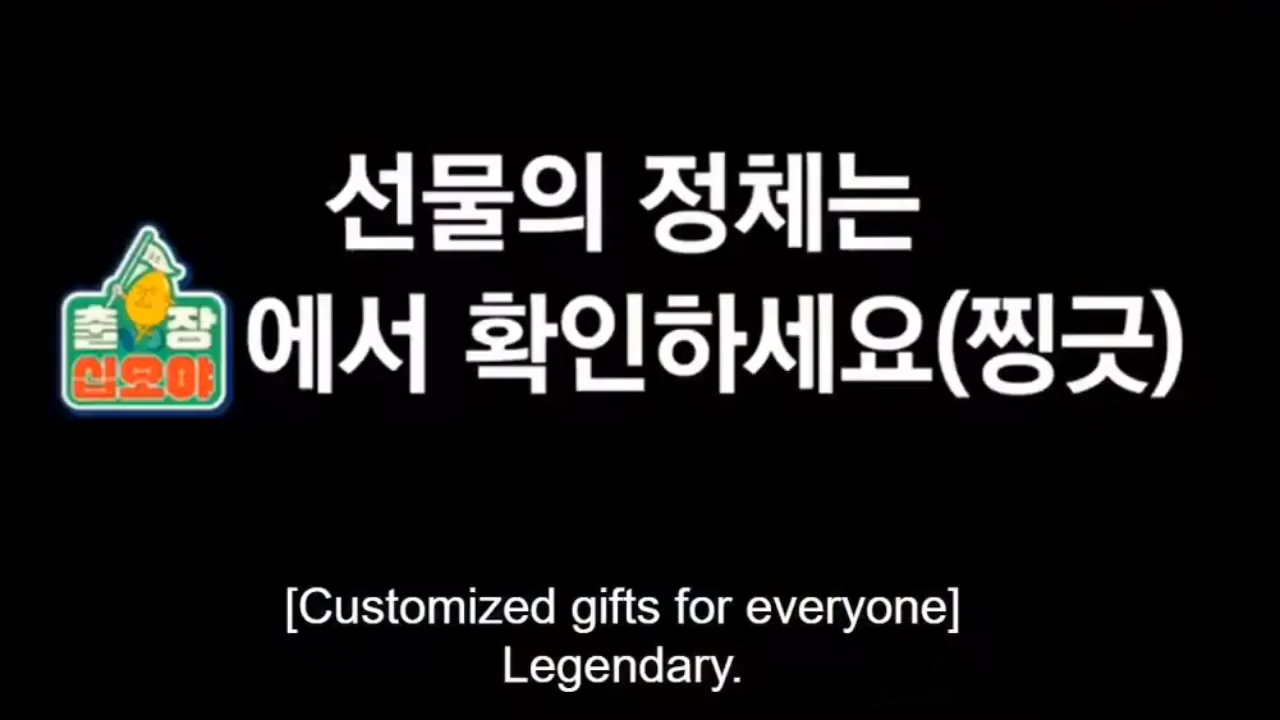 선물의 정체는
출장
십오야
에서 확인하세요(찡긋)
[Customized gifts for everyone]
Legendary.